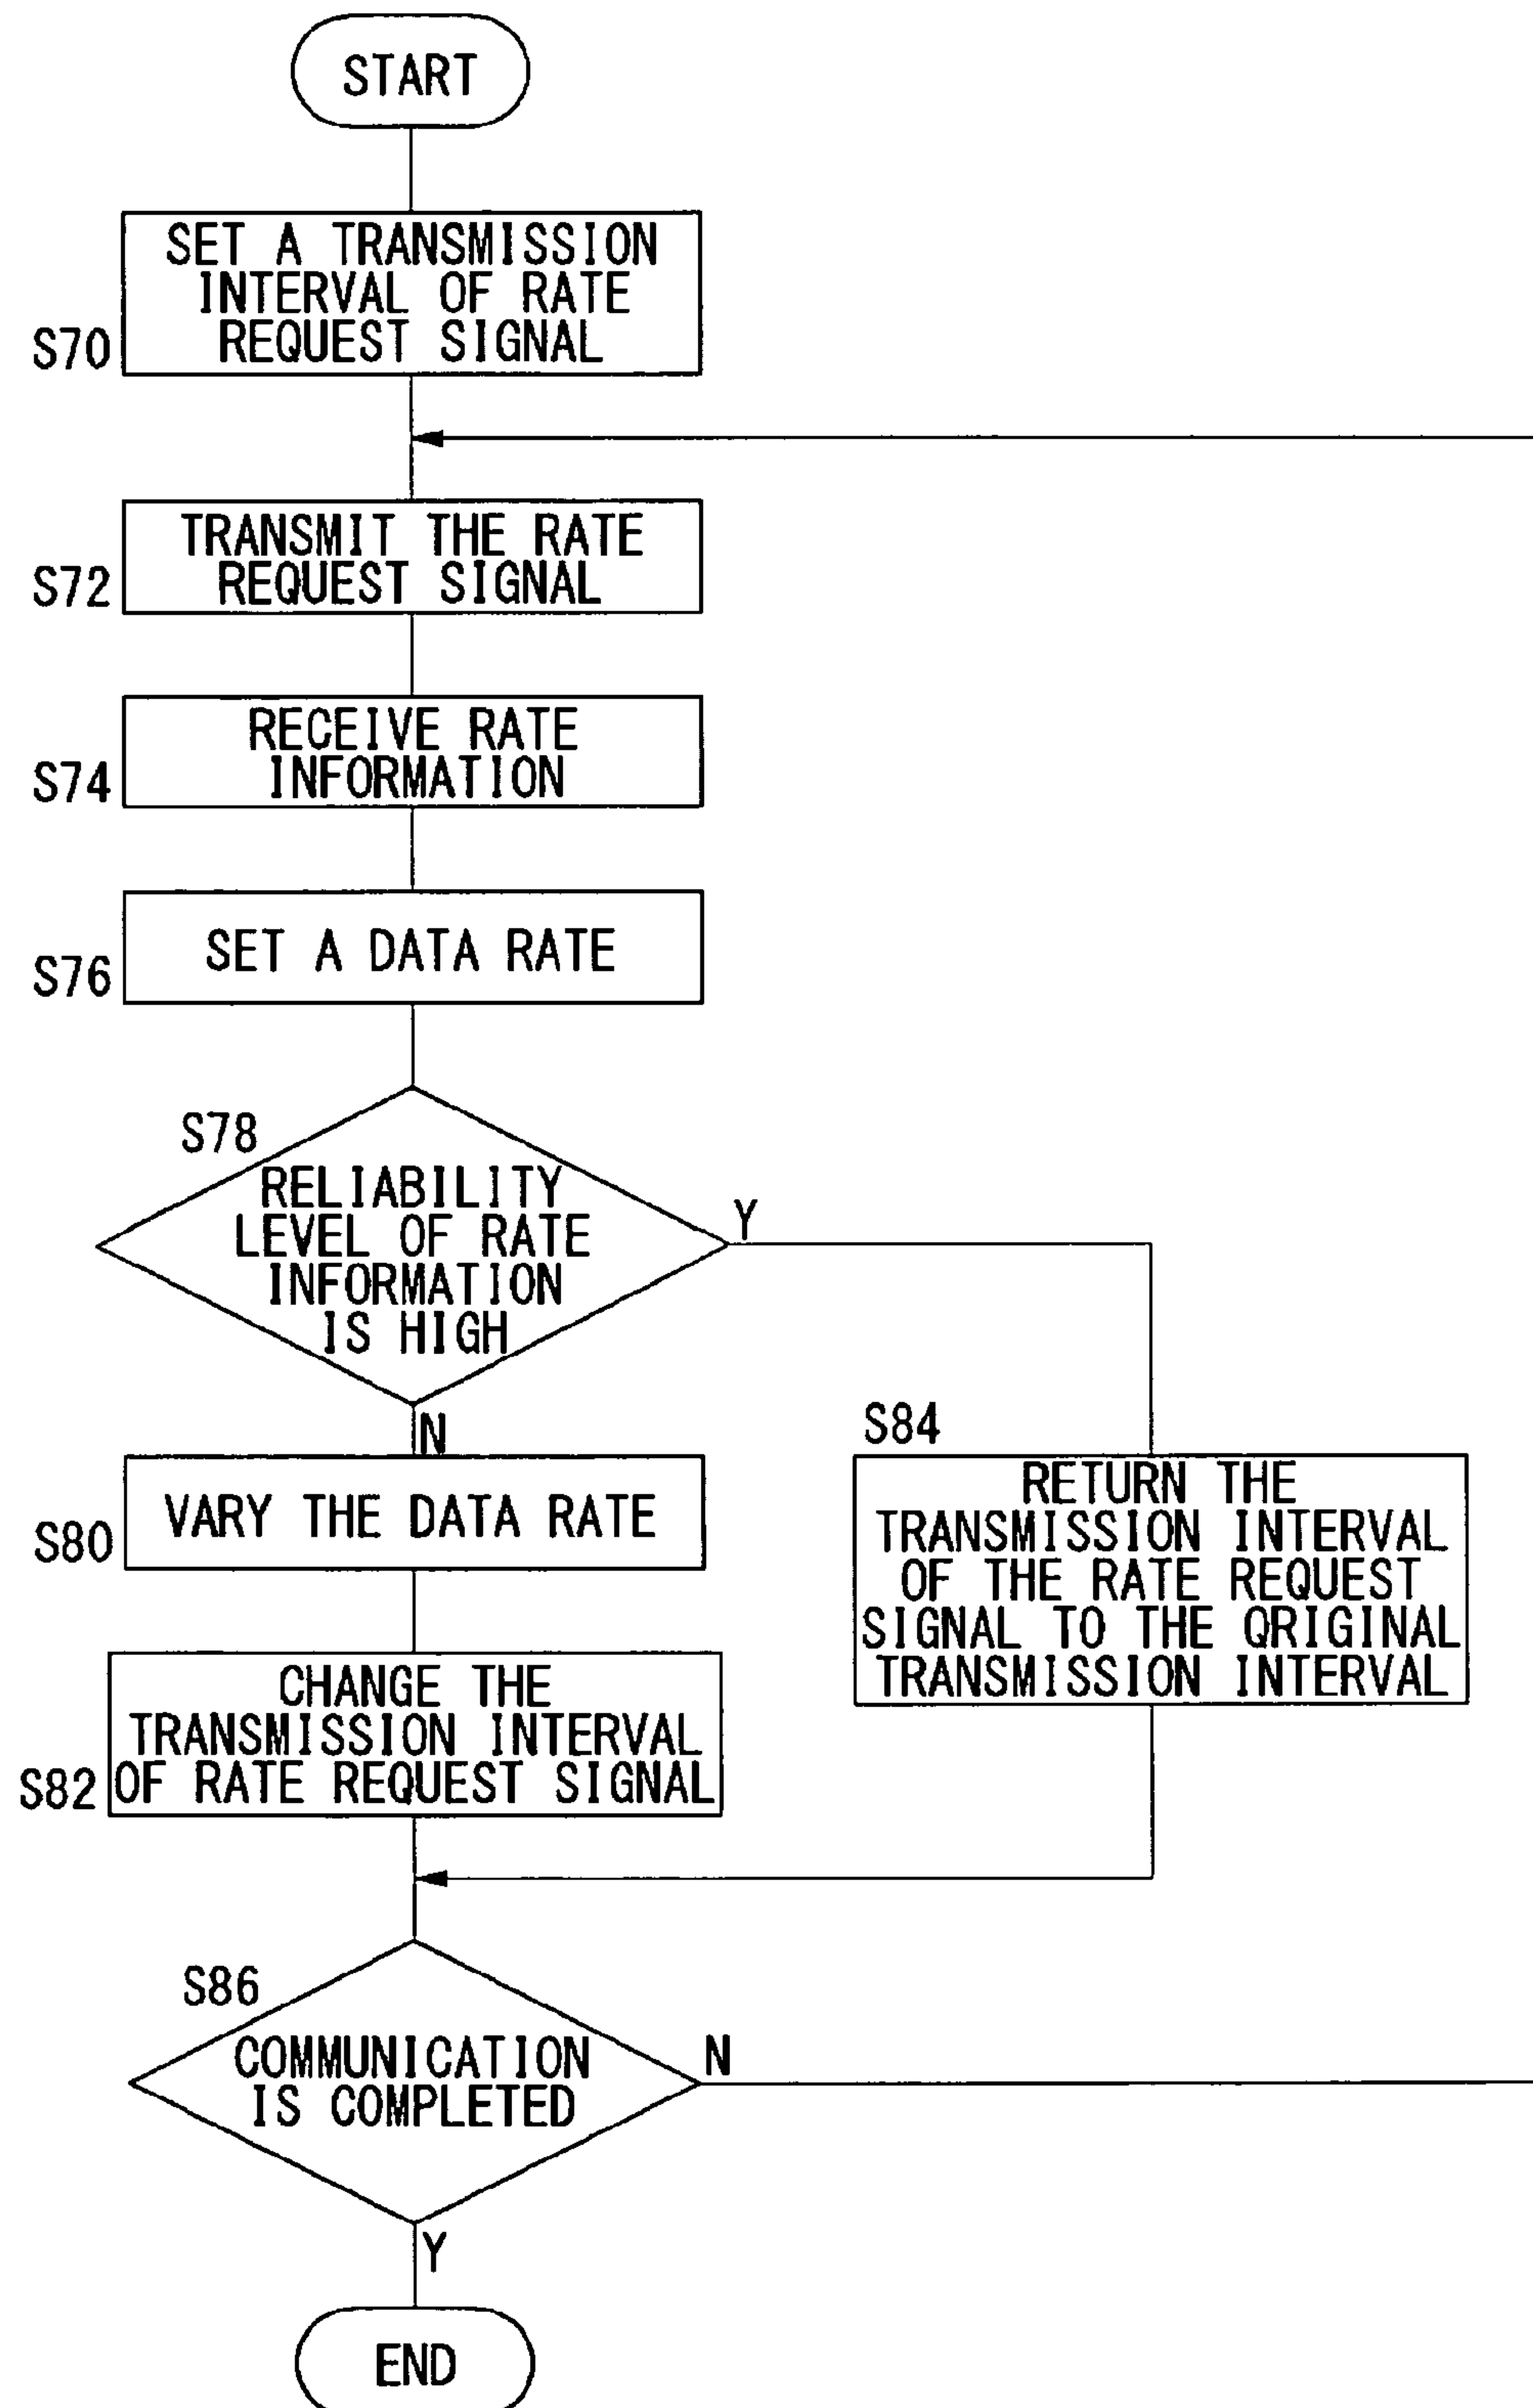 START
SET A TRANSMISSION
INTERVAL OF RATE
REQUEST SIGNAL
S70
TRANSMIT THE RATE
REQUEST SIGNAL
S72
RECEIVE RATE
INFORMATION
S74
SET A DATA RATE
S76
S78
RELIABILITY
LEVEL OF RATE
INFORMATION
IS HIGH
Y
N
VARY THE DATA RATE
S80
S84
RETURN THE
TRANSMISSION INTERVAL
OF THE RATE REQUEST
SIGNAL TO THE QRIGINAL
TRANSMISSION INTERVAL
CHANGE THE
TRANSMISSION INTERVAL
OF RATE REQUEST SIGNAL
S82
S86
COMMUNICATION
IS COMPLETED
N
Y
END